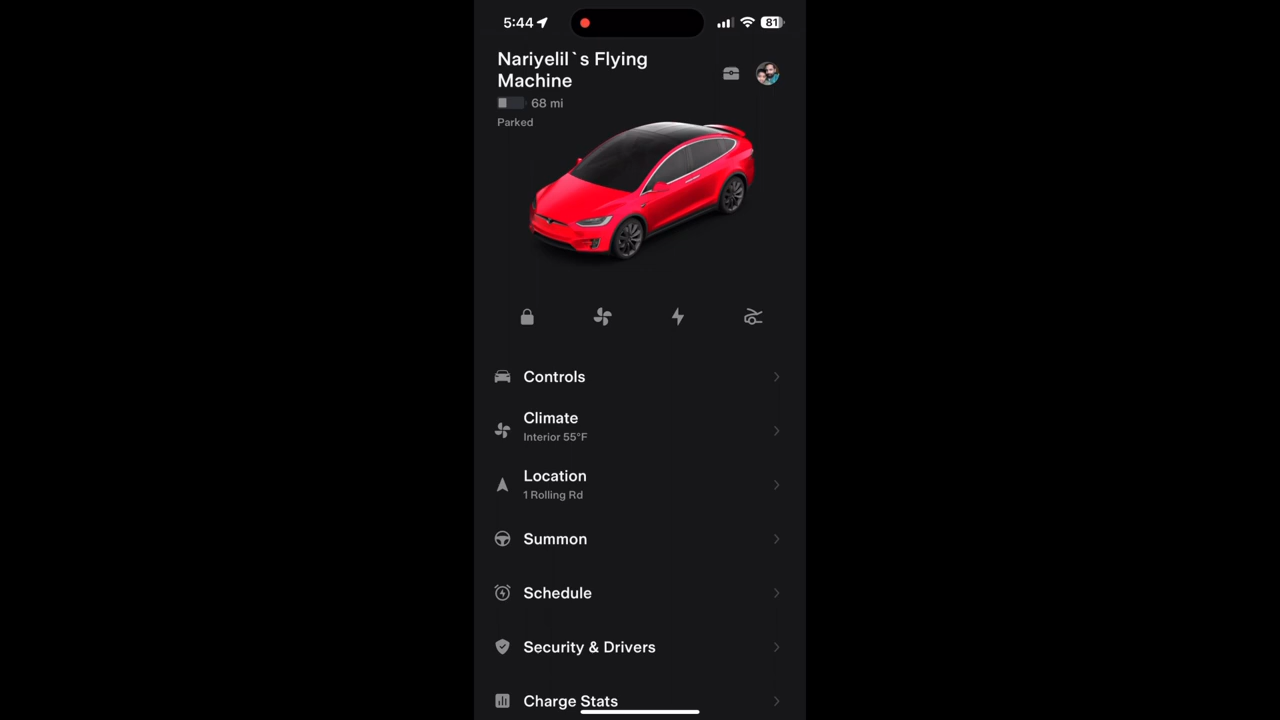 5:44
81
Nariyelil`s Flying
Machine
68 mi
Parked
Controls
Climate
Interior 55°F
Location
1 Rolling Rd
Summon
Schedule
Security & Drivers
Charge Stats